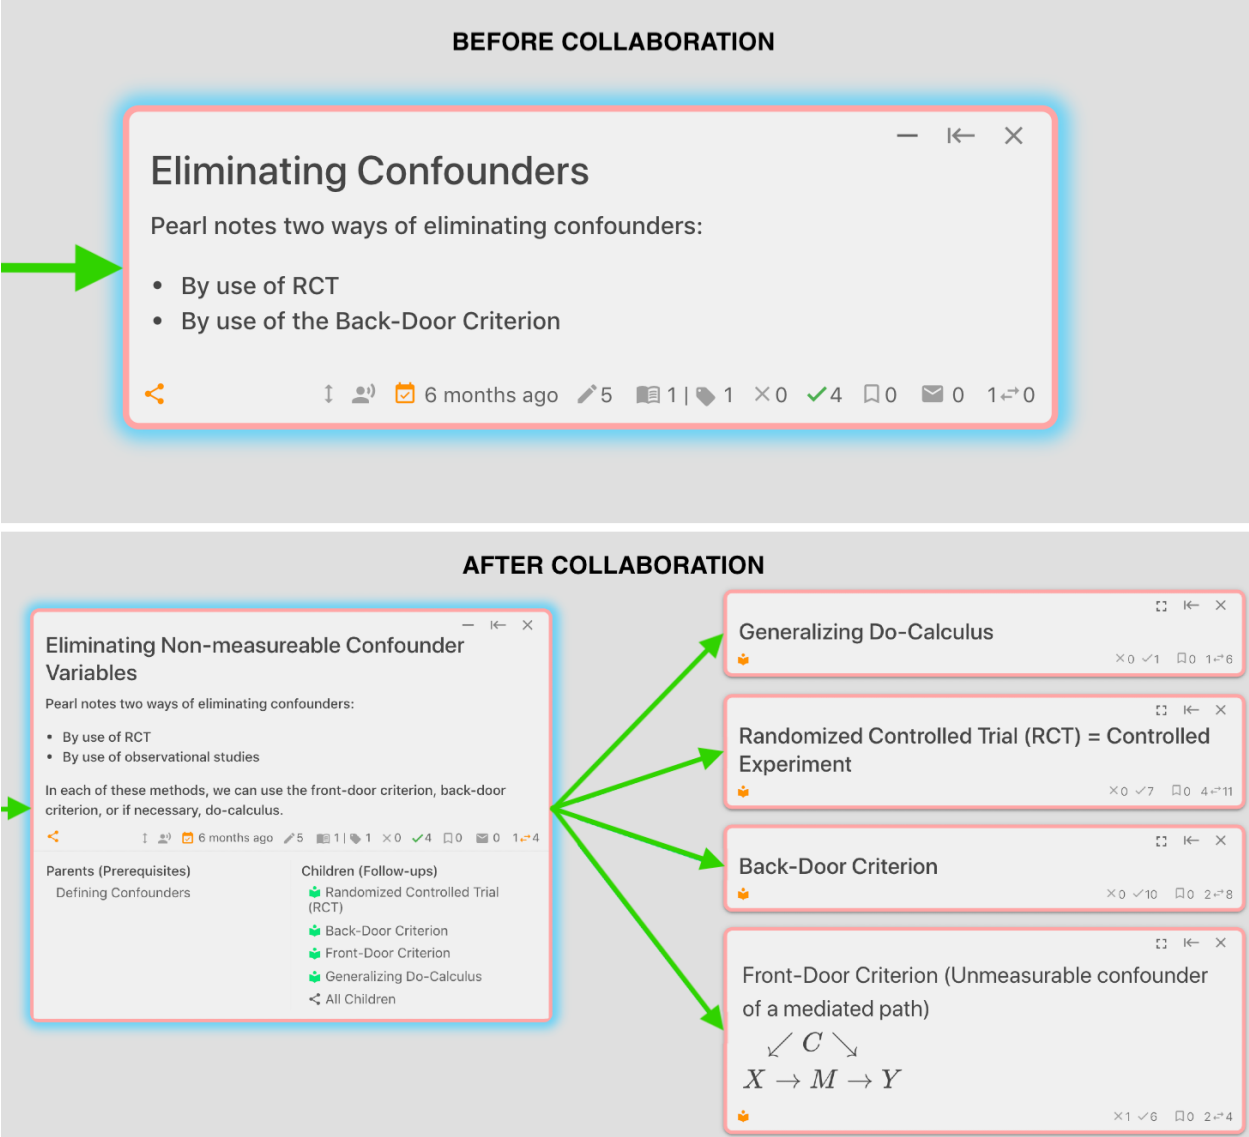 BEFORE COLLABORATION
Eliminating Confounders
Pearl notes two ways of eliminating confounders:
• By use of RCT
• By use of the Back-Door Criterion
6 months ago 5 1 | 1 0 4 0 0 1 0
AFTER COLLABORATION
Eliminating Non-measureable Confounder
Variables
Pearl notes two ways of eliminating confounders:
• By use of RCT
• By use of observational studies
In each of these methods, we can use the front-door criterion, back-door
criterion, or if necessary, do-calculus.
6 months ago 5 1 | 1 0 4 0 0 1 4
Parents (Prerequisites)
Defining Confounders
Children (Follow-ups)
Randomized Controlled Trial
(RCT)
Back-Door Criterion
Front-Door Criterion
Generalizing Do-Calculus
All Children
Generalizing Do-Calculus
0 1 0 1 6
Randomized Controlled Trial (RCT) = Controlled
Experiment
0 7 0 4 11
Back-Door Criterion
0 10 0 2 8
Front-Door Criterion (Unmeasurable confounder
of a mediated path)
↙ C ↘
X → M → Y
1 6 0 2 4